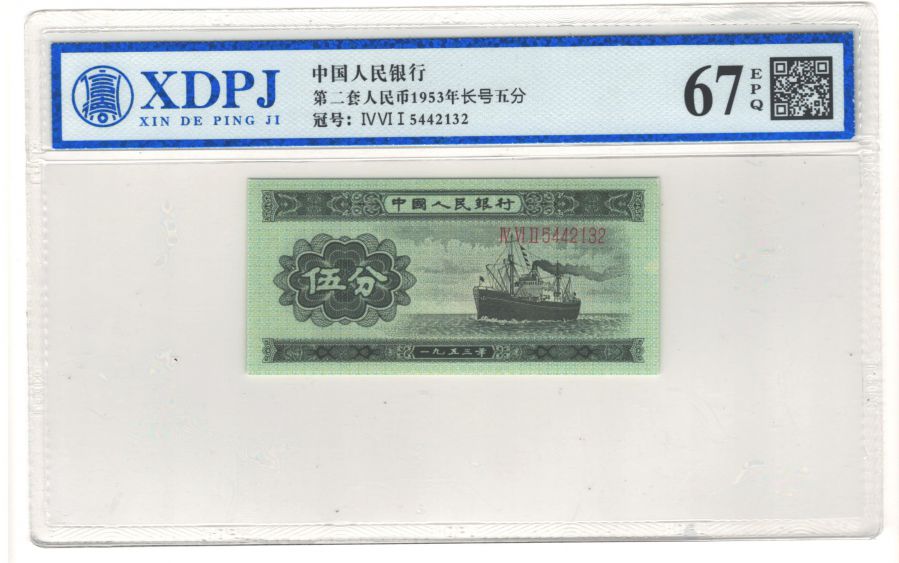 XDPJ
XIN DE PING JI
中国人民银行
第二套人民币1953年长号五分
冠号: ⅣⅥⅠ5442132
67 EPQ
中國人民銀行
ⅣⅥⅡ5442132
伍分
一九五三年